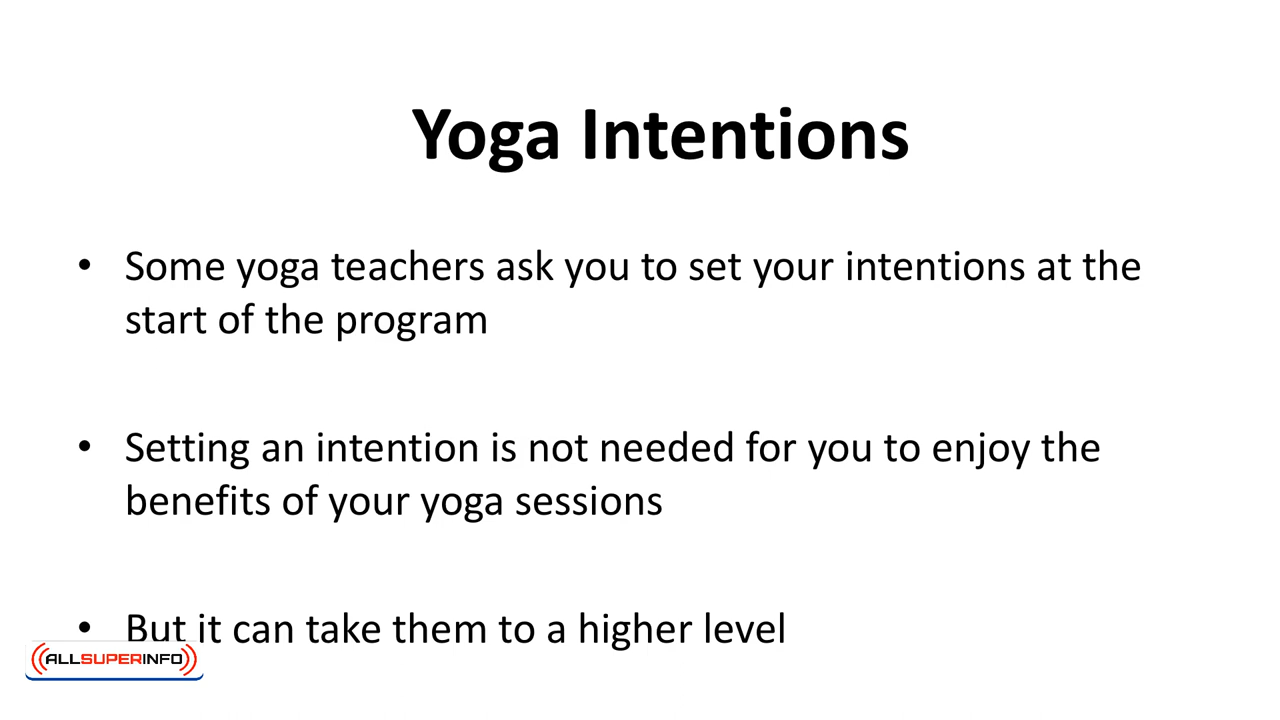 Yoga Intentions
• Some yoga teachers ask you to set your intentions at the
start of the program
• Setting an intention is not needed for you to enjoy the
benefits of your yoga sessions
• But it can take them to a higher level
ALLSUPERINFO